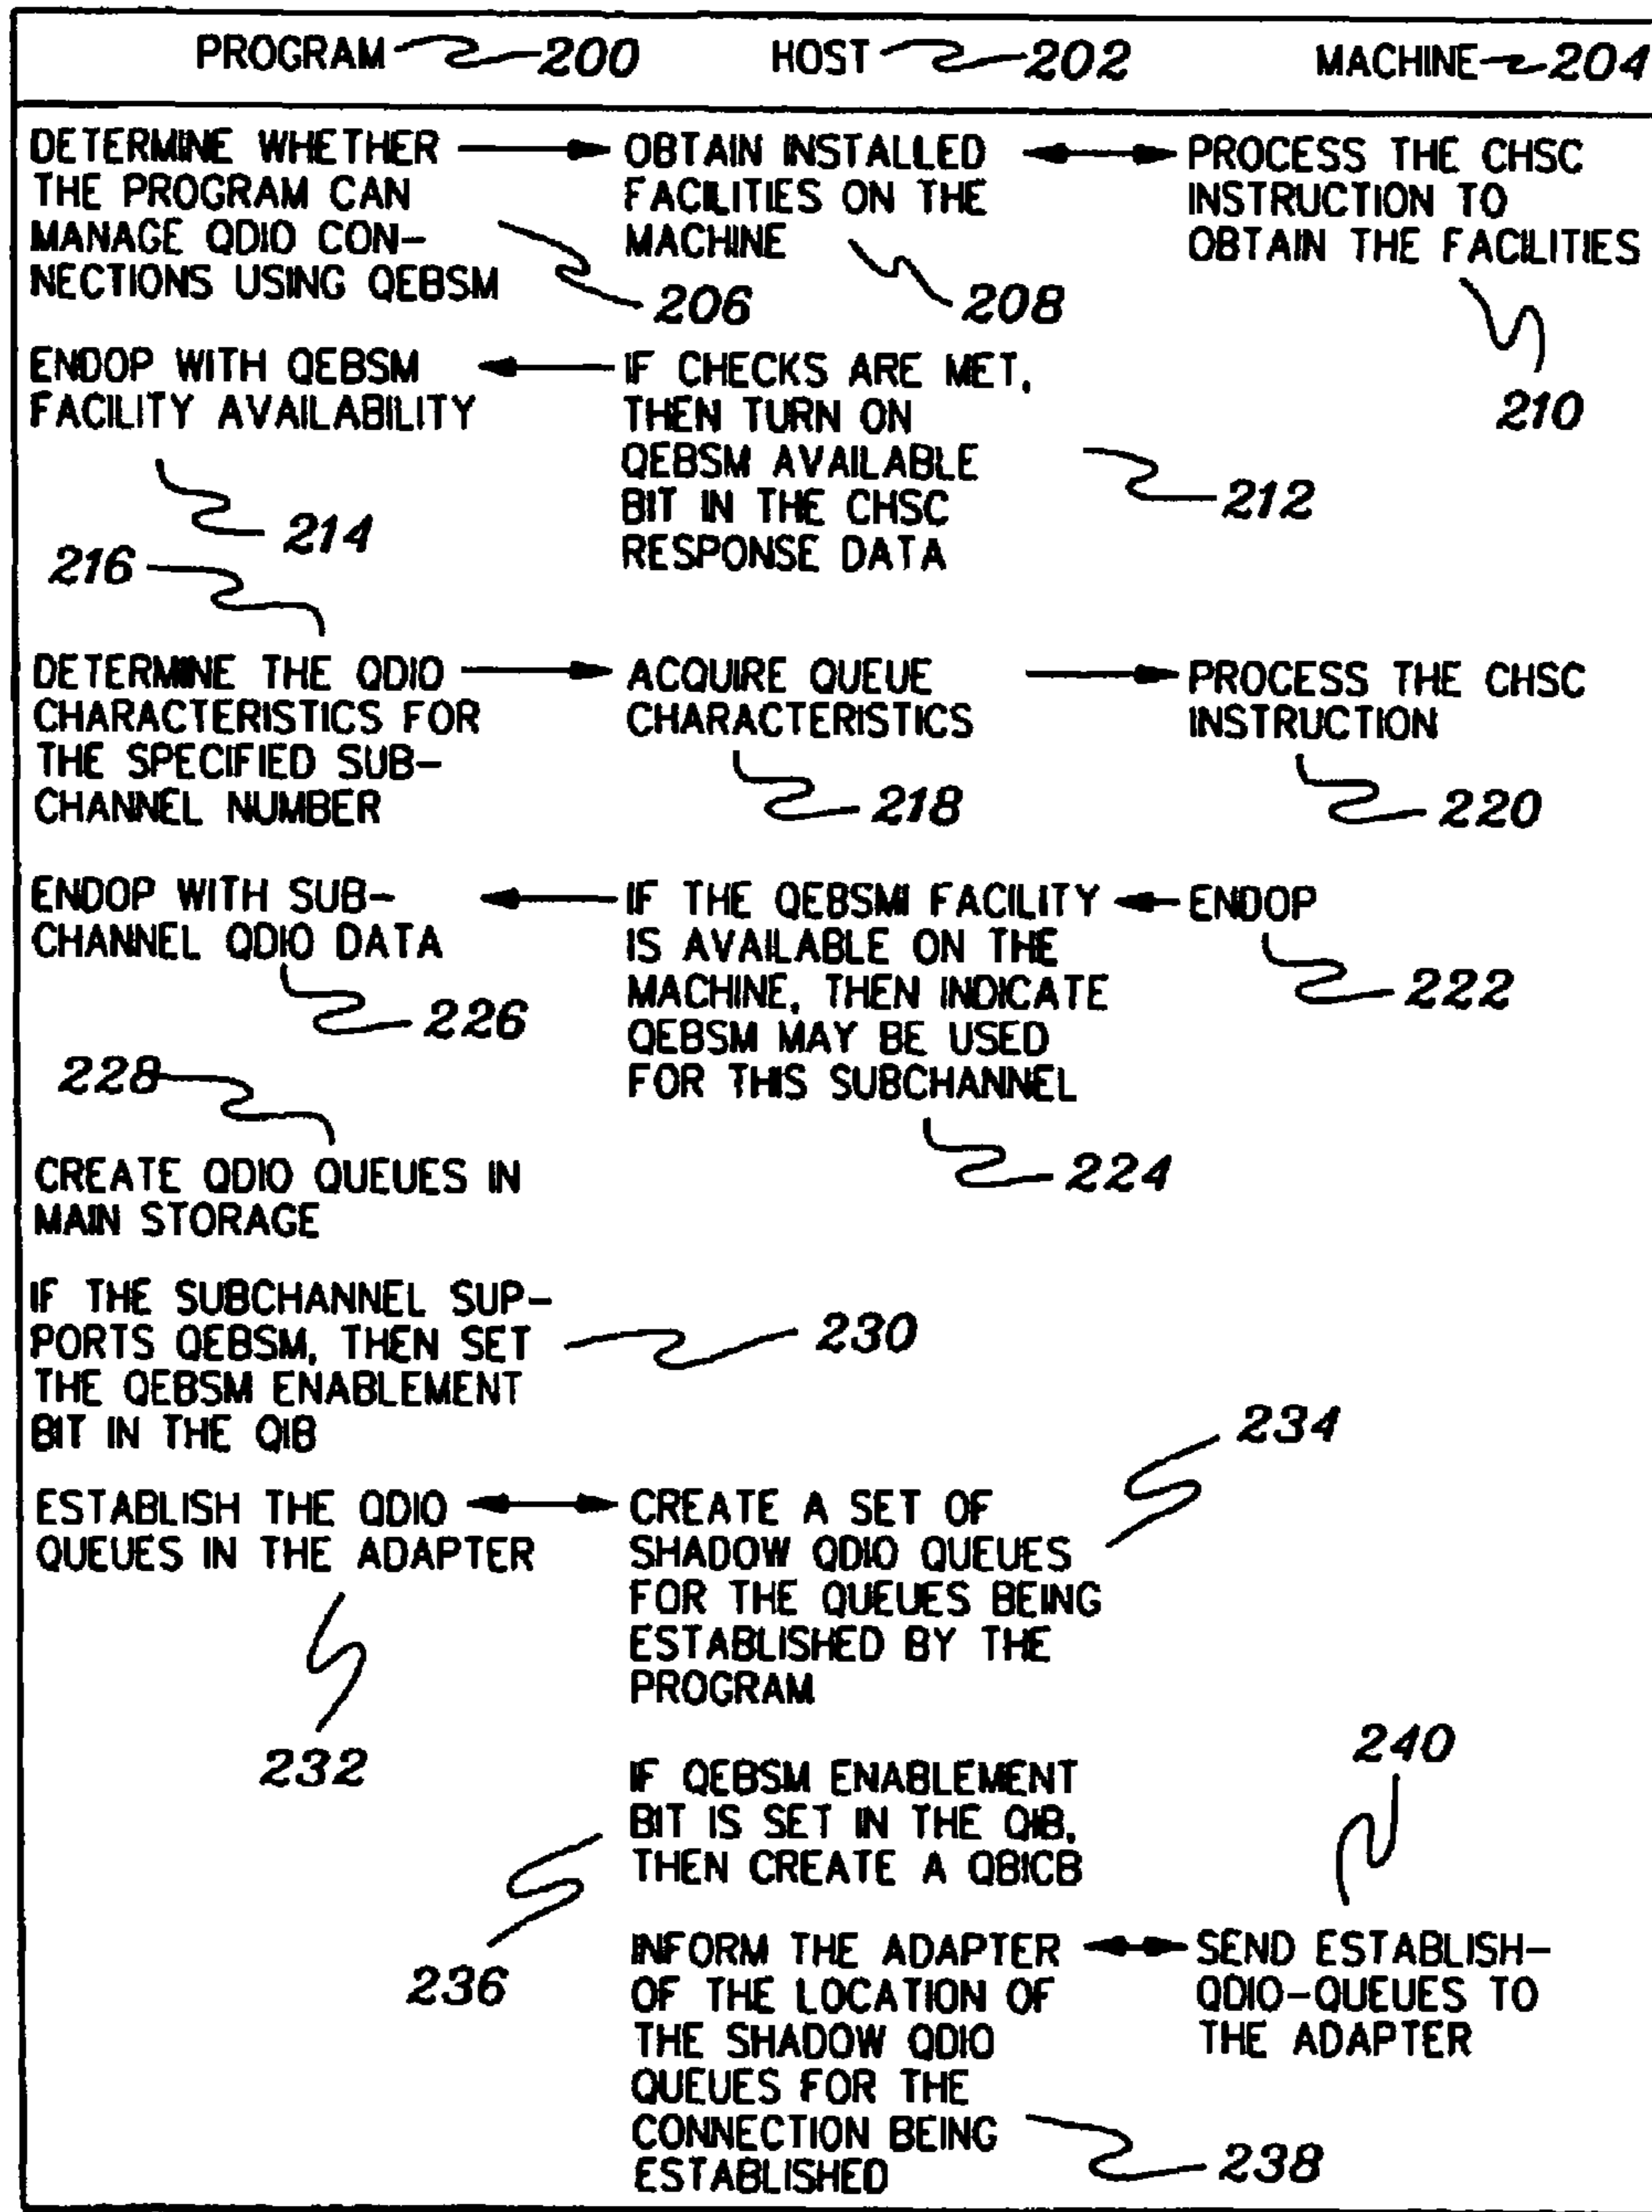 PROGRAM 200 HOST 202 MACHINE 204
DETERMINE WHETHER
THE PROGRAM CAN
MANAGE QDIO CON-
NECTIONS USING QEBSM
206
OBTAIN INSTALLED
FACILITIES ON THE
MACHINE
208
PROCESS THE CHSC
INSTRUCTION TO
OBTAIN THE FACILITIES
210
ENDOP WITH QEBSM
FACILITY AVAILABILITY
214
IF CHECKS ARE MET,
THEN TURN ON
QEBSM AVAILABLE
BIT IN THE CHSC
RESPONSE DATA
212
216
DETERMINE THE QDIO
CHARACTERISTICS FOR
THE SPECIFIED SUB-
CHANNEL NUMBER
ACQUIRE QUEUE
CHARACTERISTICS
218
PROCESS THE CHSC
INSTRUCTION
220
ENDOP WITH SUB-
CHANNEL QDIO DATA
226
IF THE QEBSMI FACILITY
IS AVAILABLE ON THE
MACHINE, THEN INDICATE
QEBSM MAY BE USED
FOR THIS SUBCHANNEL
224
ENDOP
222
228
CREATE QDIO QUEUES IN
MAIN STORAGE
IF THE SUBCHANNEL SUP-
PORTS QEBSM, THEN SET
THE QEBSM ENABLEMENT
BIT IN THE QIB
230
ESTABLISH THE QDIO
QUEUES IN THE ADAPTER
232
234
CREATE A SET OF
SHADOW QDIO QUEUES
FOR THE QUEUES BEING
ESTABLISHED BY THE
PROGRAM
IF QEBSM ENABLEMENT
BIT IS SET IN THE QIB,
THEN CREATE A QBICB
236
INFORM THE ADAPTER
OF THE LOCATION OF
THE SHADOW QDIO
QUEUES FOR THE
CONNECTION BEING
ESTABLISHED
238
240
SEND ESTABLISH-
QDIO-QUEUES TO
THE ADAPTER